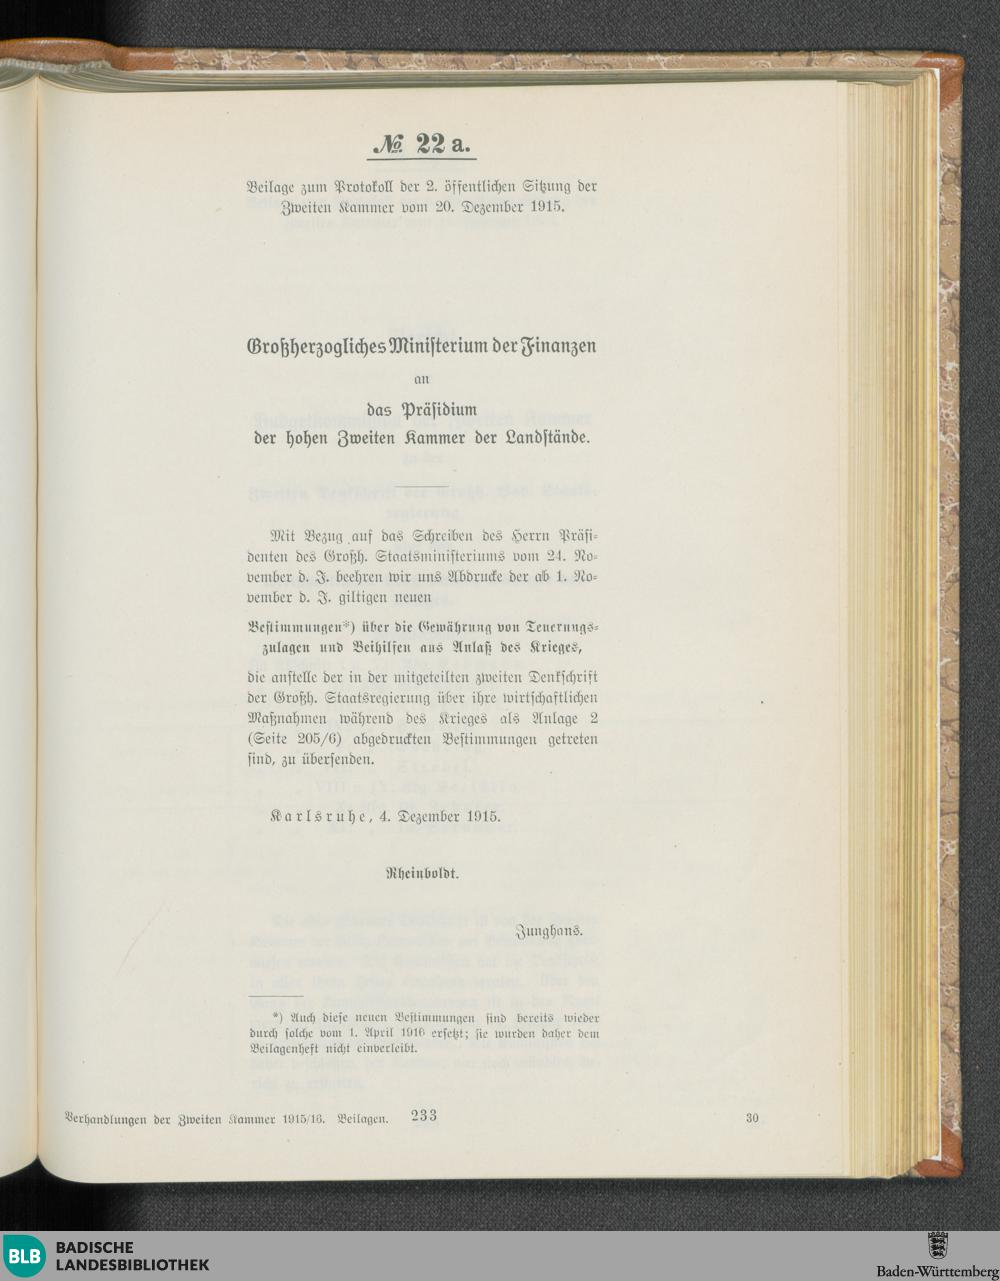 № 22 a.
Beilage zum Protokoll der 2. öffentlichen Sitzung der
Zweiten Kammer vom 20. Dezember 1915.
Großherzogliches Ministerium der Finanzen
an
das Präsidium
der hohen Zweiten Kammer der Landstände.
Mit Bezug auf das Schreiben des Herrn Präsi-
denten des Großh. Staatsministeriums vom 24. No-
vember d. J. beehren wir uns Abdrucke der ab 1. No-
vember d. J. giltigen neuen
Bestimmungen*) über die Gewährung von Teuerungs-
zulagen und Beihilfen aus Anlaß des Krieges,
die anstelle der in der mitgeteilten zweiten Denkschrift
der Großh. Staatsregierung über ihre wirtschaftlichen
Maßnahmen während des Krieges als Anlage 2
(Seite 205/6) abgedruckten Bestimmungen getreten
sind, zu übersenden.
Karlsruhe, 4. Dezember 1915.
Rheinboldt.
Junghans.
*) Auch diese neuen Bestimmungen sind bereits wieder
durch solche vom 1. April 1916 ersetzt; sie wurden daher dem
Beilagenheft nicht einverleibt.
Verhandlungen der Zweiten Kammer 1915/16. Beilagen. 233 30
BLB BADISCHE
LANDESBIBLIOTHEK
Baden-Württemberg